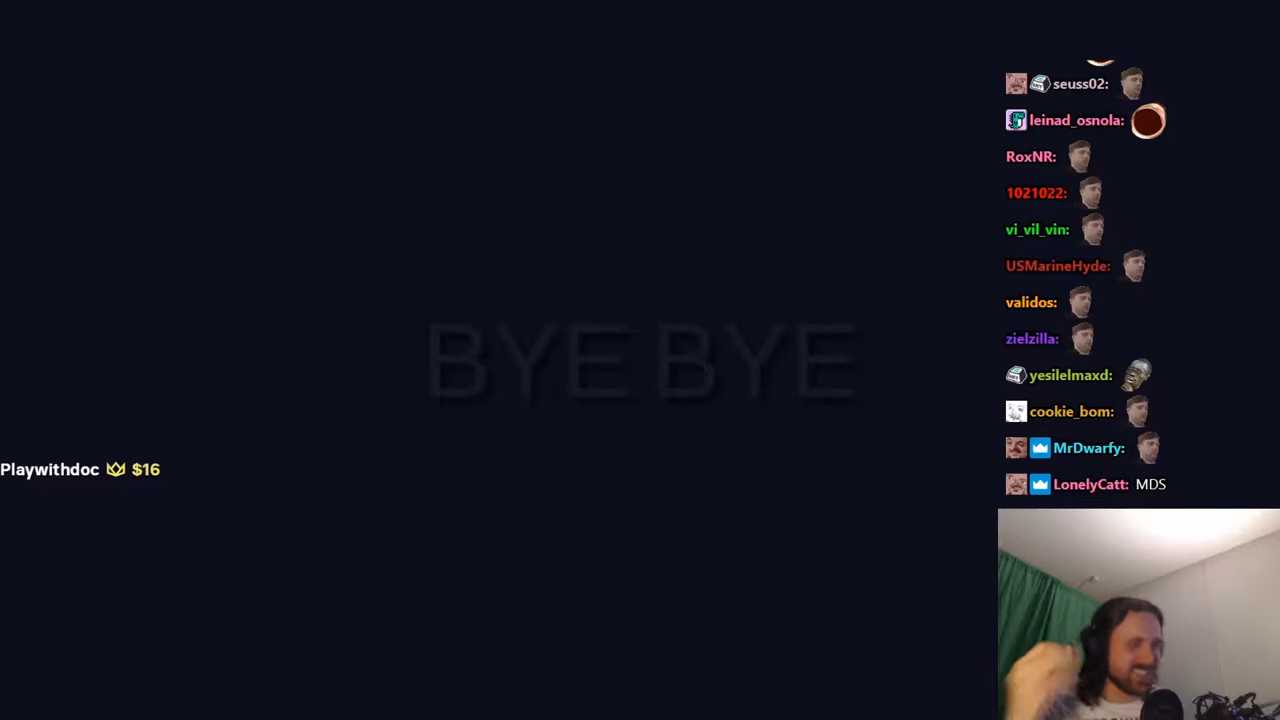 seuss02:
leinad_osnola:
RoxNR:
1021022:
vi_vil_vin:
USMarineHyde:
validos:
zielzilla:
yesilelmaxd:
cookie_bom:
MrDwarfy:
LonelyCatt: MDS
BYE BYE
Playwithdoc $16